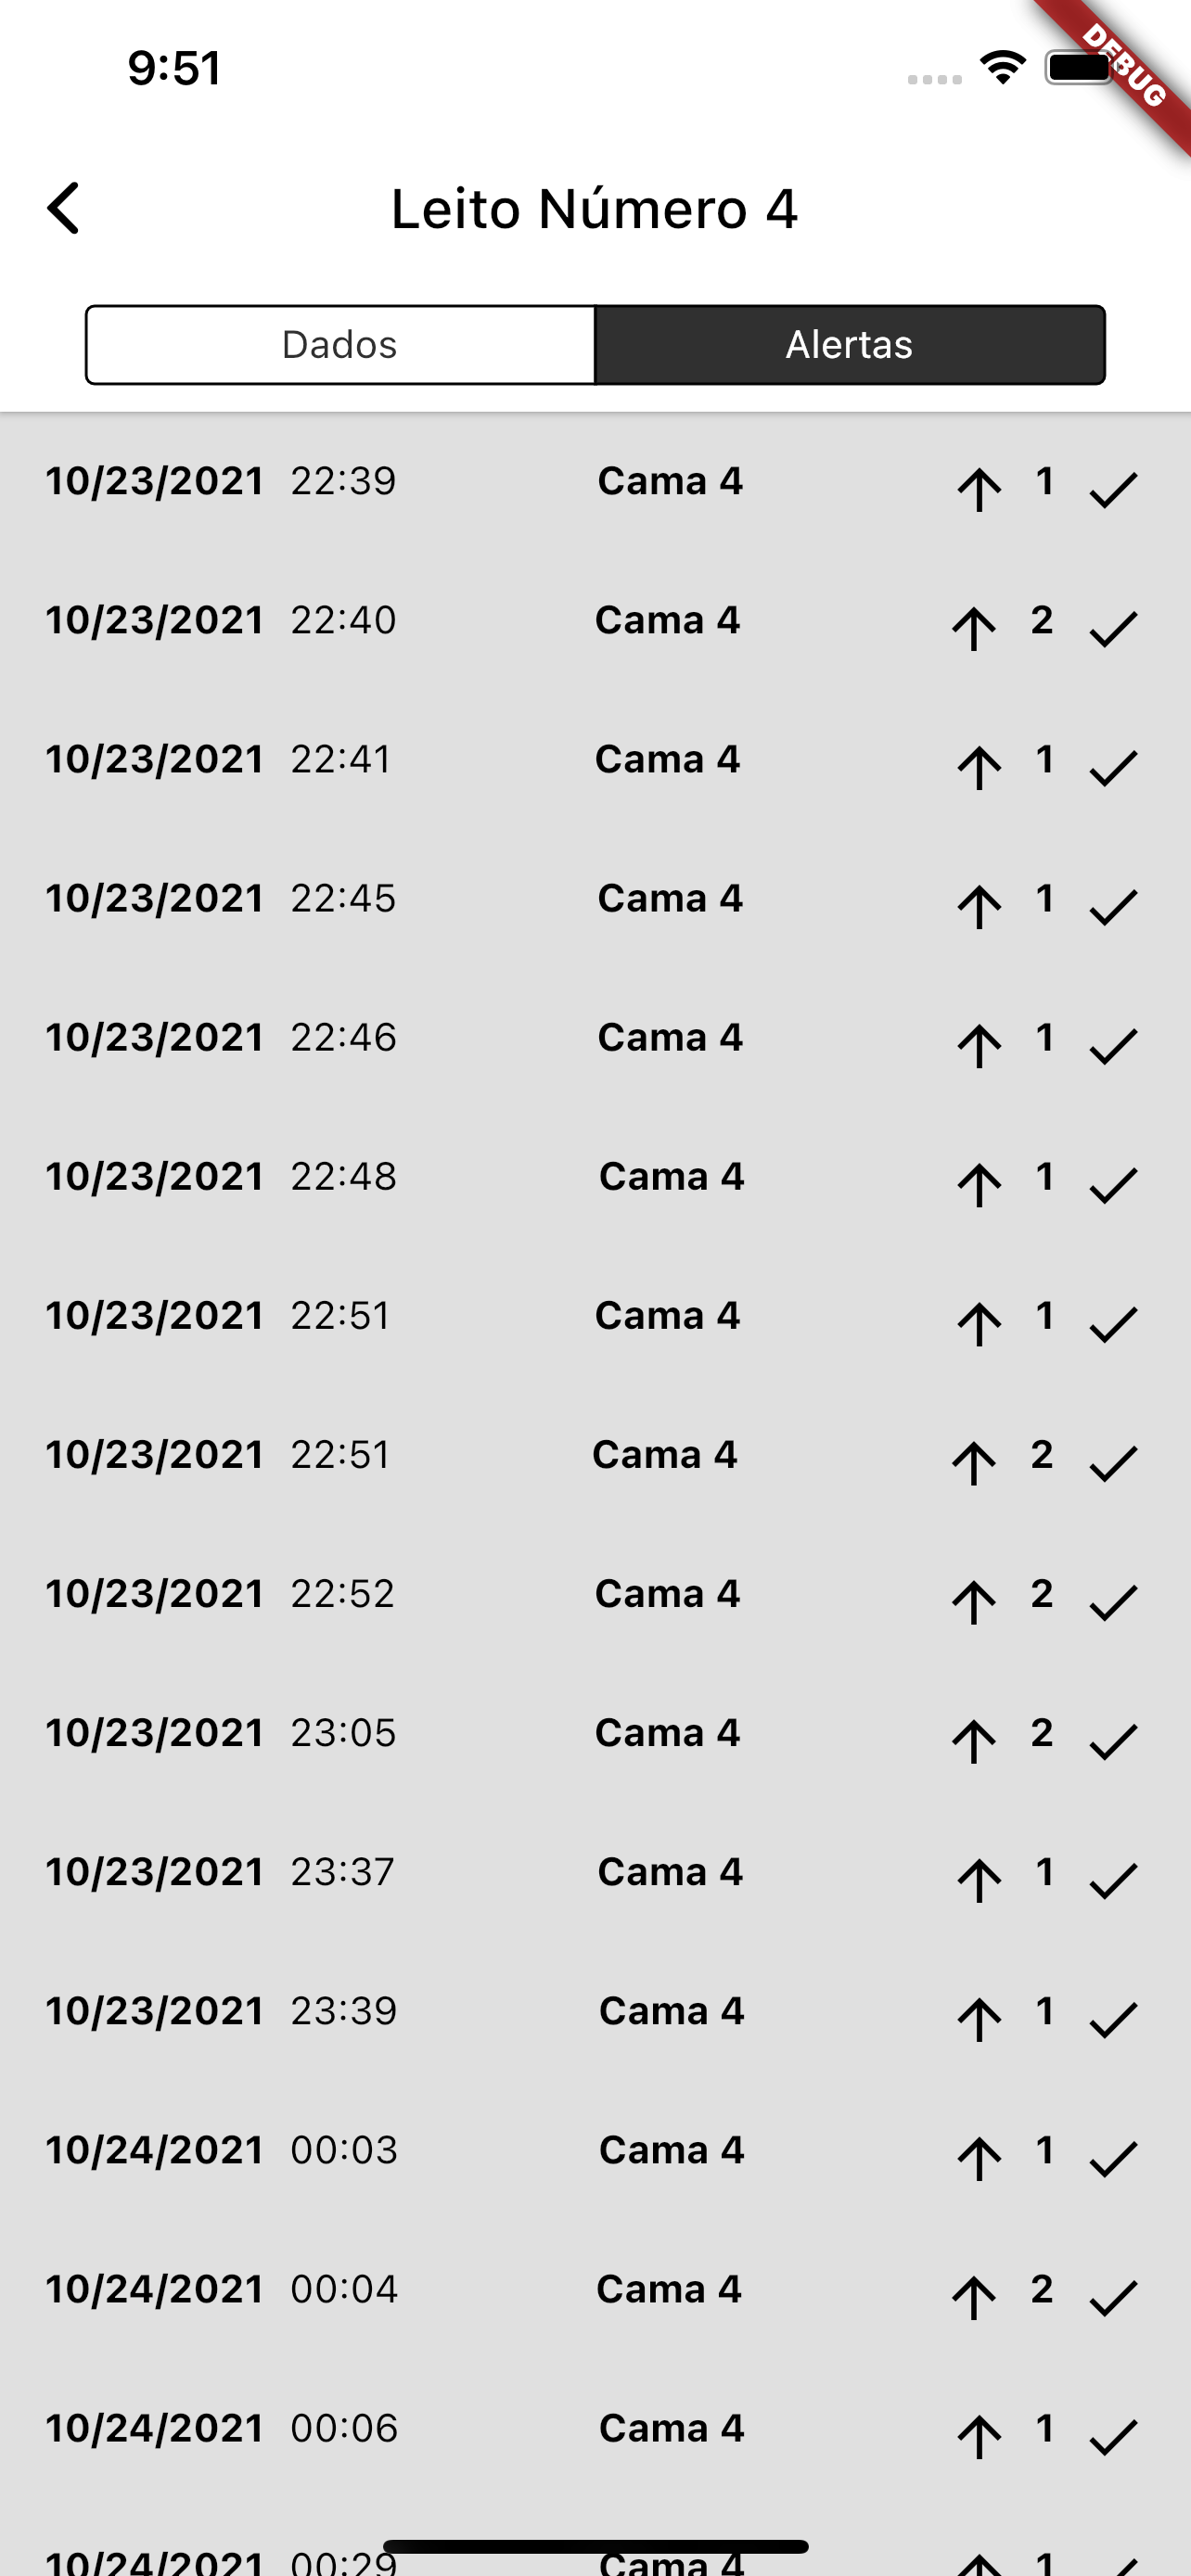 9:51
DEBUG
Leito Número 4
Dados Alertas
10/23/2021 22:39 Cama 4 1
10/23/2021 22:40 Cama 4 2
10/23/2021 22:41 Cama 4 1
10/23/2021 22:45 Cama 4 1
10/23/2021 22:46 Cama 4 1
10/23/2021 22:48 Cama 4 1
10/23/2021 22:51 Cama 4 1
10/23/2021 22:51 Cama 4 2
10/23/2021 22:52 Cama 4 2
10/23/2021 23:05 Cama 4 2
10/23/2021 23:37 Cama 4 1
10/23/2021 23:39 Cama 4 1
10/24/2021 00:03 Cama 4 1
10/24/2021 00:04 Cama 4 2
10/24/2021 00:06 Cama 4 1
10/24/2021 00:29 Cama 4 1